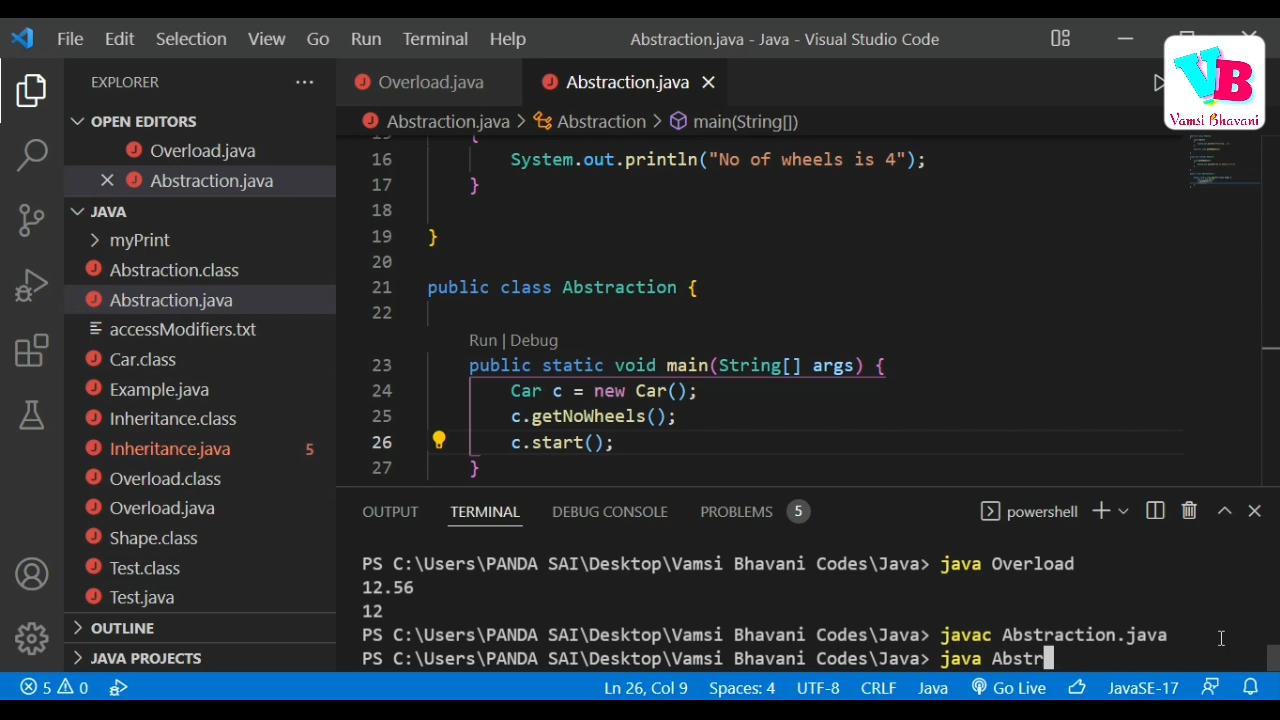 File Edit Selection View Go Run Terminal Help Abstraction.java - Java - Visual Studio Code
VB
Vamsi Bhavani
EXPLORER
OPEN EDITORS
Overload.java
Abstraction.java
JAVA
myPrint
Abstraction.class
Abstraction.java
accessModifiers.txt
Car.class
Example.java
Inheritance.class
Inheritance.java 5
Overload.class
Overload.java
Shape.class
Test.class
Test.java
OUTLINE
JAVA PROJECTS
Overload.java Abstraction.java
Abstraction.java > Abstraction > main(String[])
{
16 System.out.println("No of wheels is 4");
17 }
18
19 }
20
21 public class Abstraction {
22
Run | Debug
23 public static void main(String[] args) {
24 Car c = new Car();
25 c.getNoWheels();
26 c.start();
27 }
OUTPUT TERMINAL DEBUG CONSOLE PROBLEMS 5 powershell
PS C:\Users\PANDA SAI\Desktop\Vamsi Bhavani Codes\Java> java Overload
12.56
12
PS C:\Users\PANDA SAI\Desktop\Vamsi Bhavani Codes\Java> javac Abstraction.java
PS C:\Users\PANDA SAI\Desktop\Vamsi Bhavani Codes\Java> java Abstr
5 0 Ln 26, Col 9 Spaces: 4 UTF-8 CRLF Java Go Live JavaSE-17